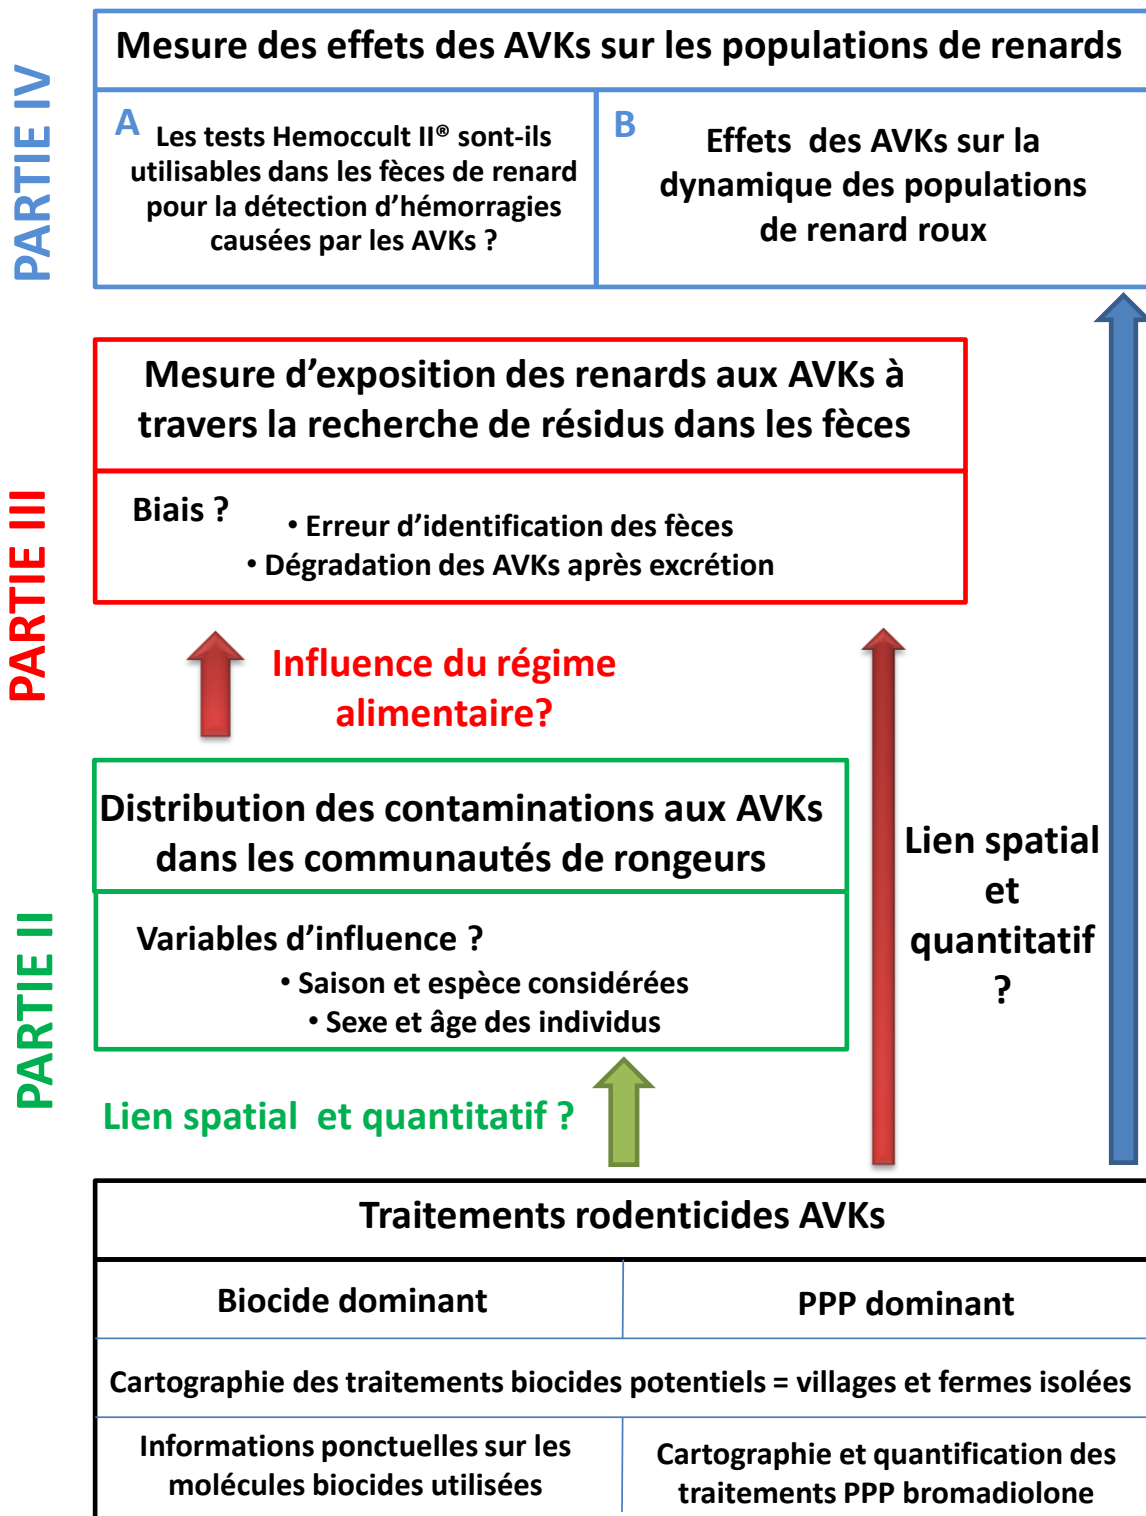 PARTIE IV
Mesure des effets des AVKs sur les populations de renards
A
Les tests Hemoccult II® sont-ils
utilisables dans les fèces de renard
pour la détection d’hémorragies
causées par les AVKs ?
B
Effets des AVKs sur la
dynamique des populations
de renard roux
PARTIE III
Mesure d’exposition des renards aux AVKs à
travers la recherche de résidus dans les fèces
Biais ?
• Erreur d’identification des fèces
• Dégradation des AVKs après excrétion
Influence du régime
alimentaire?
PARTIE II
Distribution des contaminations aux AVKs
dans les communautés de rongeurs
Variables d’influence ?
• Saison et espèce considérées
• Sexe et âge des individus
Lien spatial et quantitatif ?
Lien spatial
et
quantitatif
?
Traitements rodenticides AVKs
Biocide dominant
PPP dominant
Cartographie des traitements biocides potentiels = villages et fermes isolées
Informations ponctuelles sur les
molécules biocides utilisées
Cartographie et quantification des
traitements PPP bromadiolone